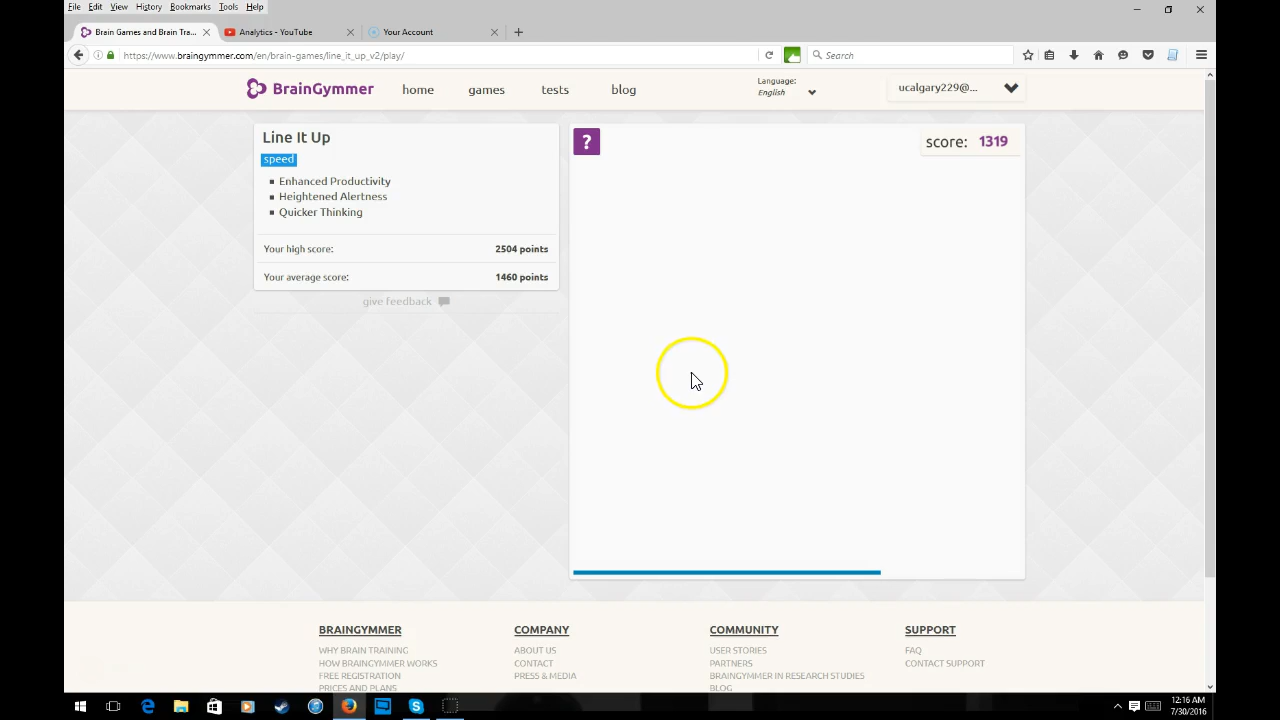 File Edit View History Bookmarks Tools Help
Brain Games and Brain Tra... Analytics - YouTube Your Account
https://www.braingymmer.com/en/brain-games/line_it_up_v2/play/ Search
BrainGymmer home games tests blog Language: English ucalgary229@...
Line It Up
speed
Enhanced Productivity
Heightened Alertness
Quicker Thinking
Your high score: 2504 points
Your average score: 1460 points
give feedback
? score: 1319
BRAINGYMMER COMPANY COMMUNITY SUPPORT
WHY BRAIN TRAINING ABOUT US USER STORIES FAQ
HOW BRAINGYMMER WORKS CONTACT PARTNERS CONTACT SUPPORT
FREE REGISTRATION PRESS & MEDIA BRAINGYMMER IN RESEARCH STUDIES
PRICES AND PLANS BLOG
12:16 AM
7/30/2016